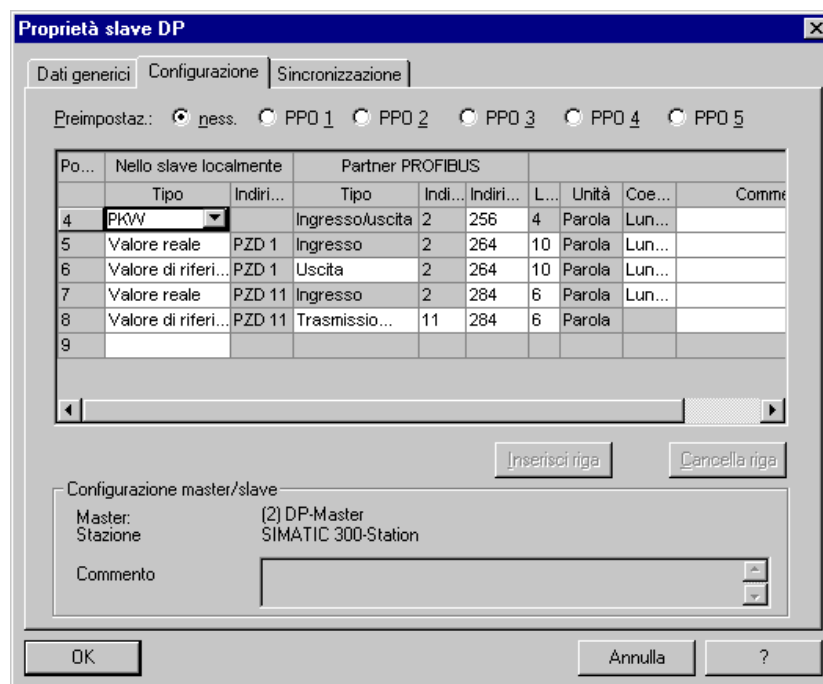 Proprietà slave DP
Dati generici Configurazione Sincronizzazione
Preimpostaz.: ness. PPO 1 PPO 2 PPO 3 PPO 4 PPO 5
Po... Nello slave localmente Partner PROFIBUS
Tipo Indiri... Tipo Indi... Indiri... L... Unità Coe... Comme
4 PKW Ingresso/uscita 2 256 4 Parola Lun...
5 Valore reale PZD 1 Ingresso 2 264 10 Parola Lun...
6 Valore di riferi... PZD 1 Uscita 2 264 10 Parola Lun...
7 Valore reale PZD 11 Ingresso 2 284 6 Parola Lun...
8 Valore di riferi... PZD 11 Trasmissio... 11 284 6 Parola
9
Inserisci riga Cancella riga
Configurazione master/slave
Master: (2) DP-Master
Stazione SIMATIC 300-Station
Commento
OK Annulla ?